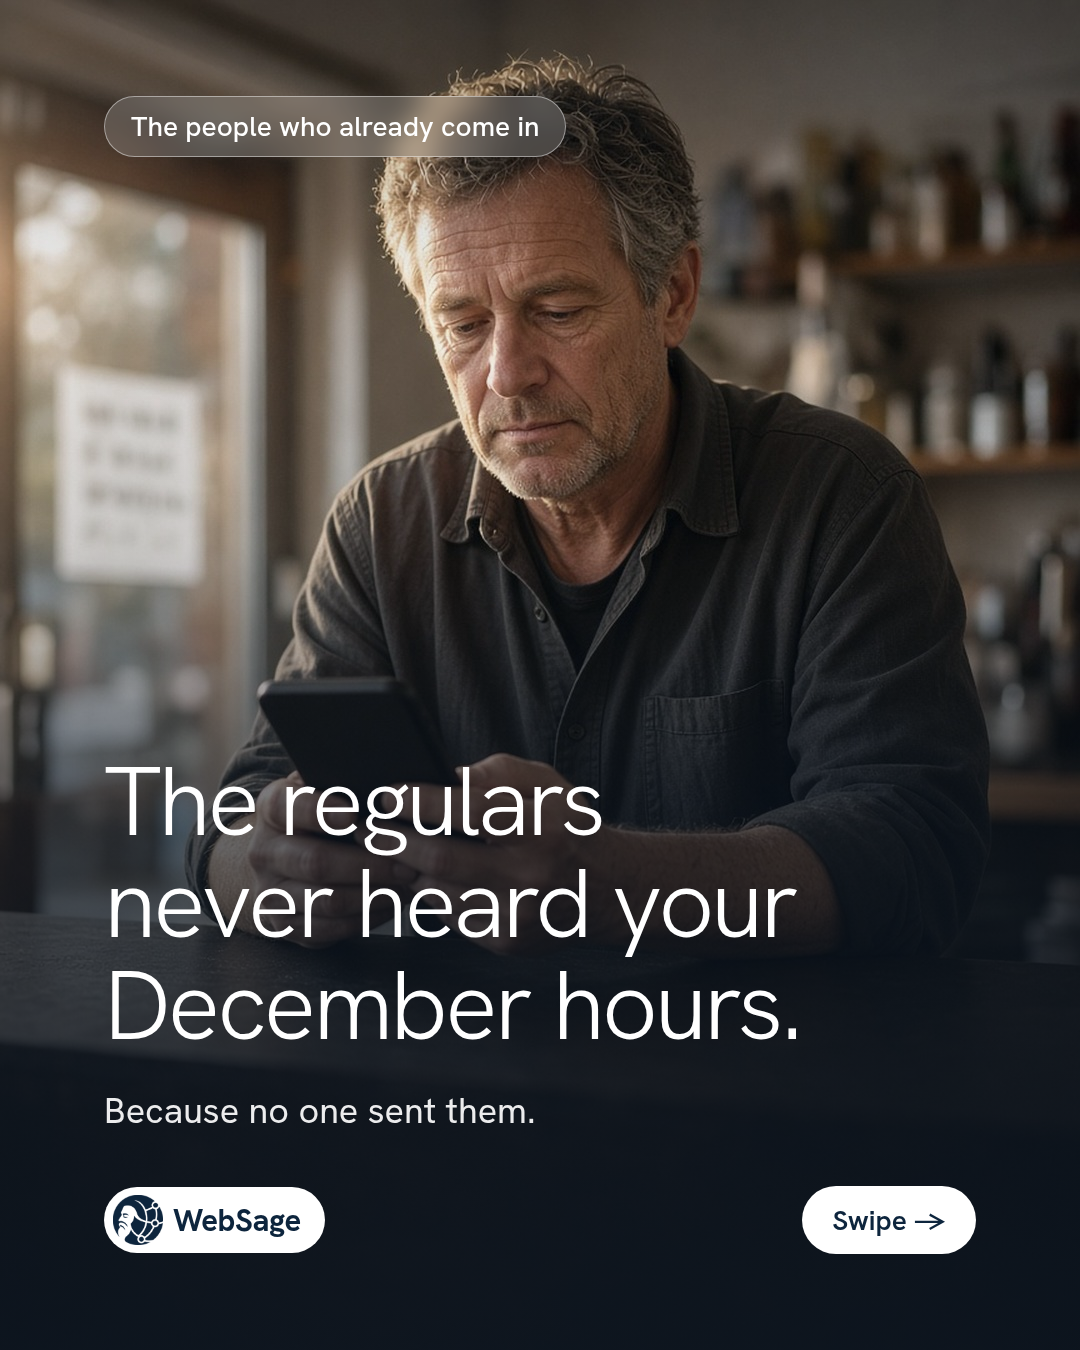 The people who already come in
The regulars
never heard your
December hours.
Because no one sent them.
WebSage
Swipe →